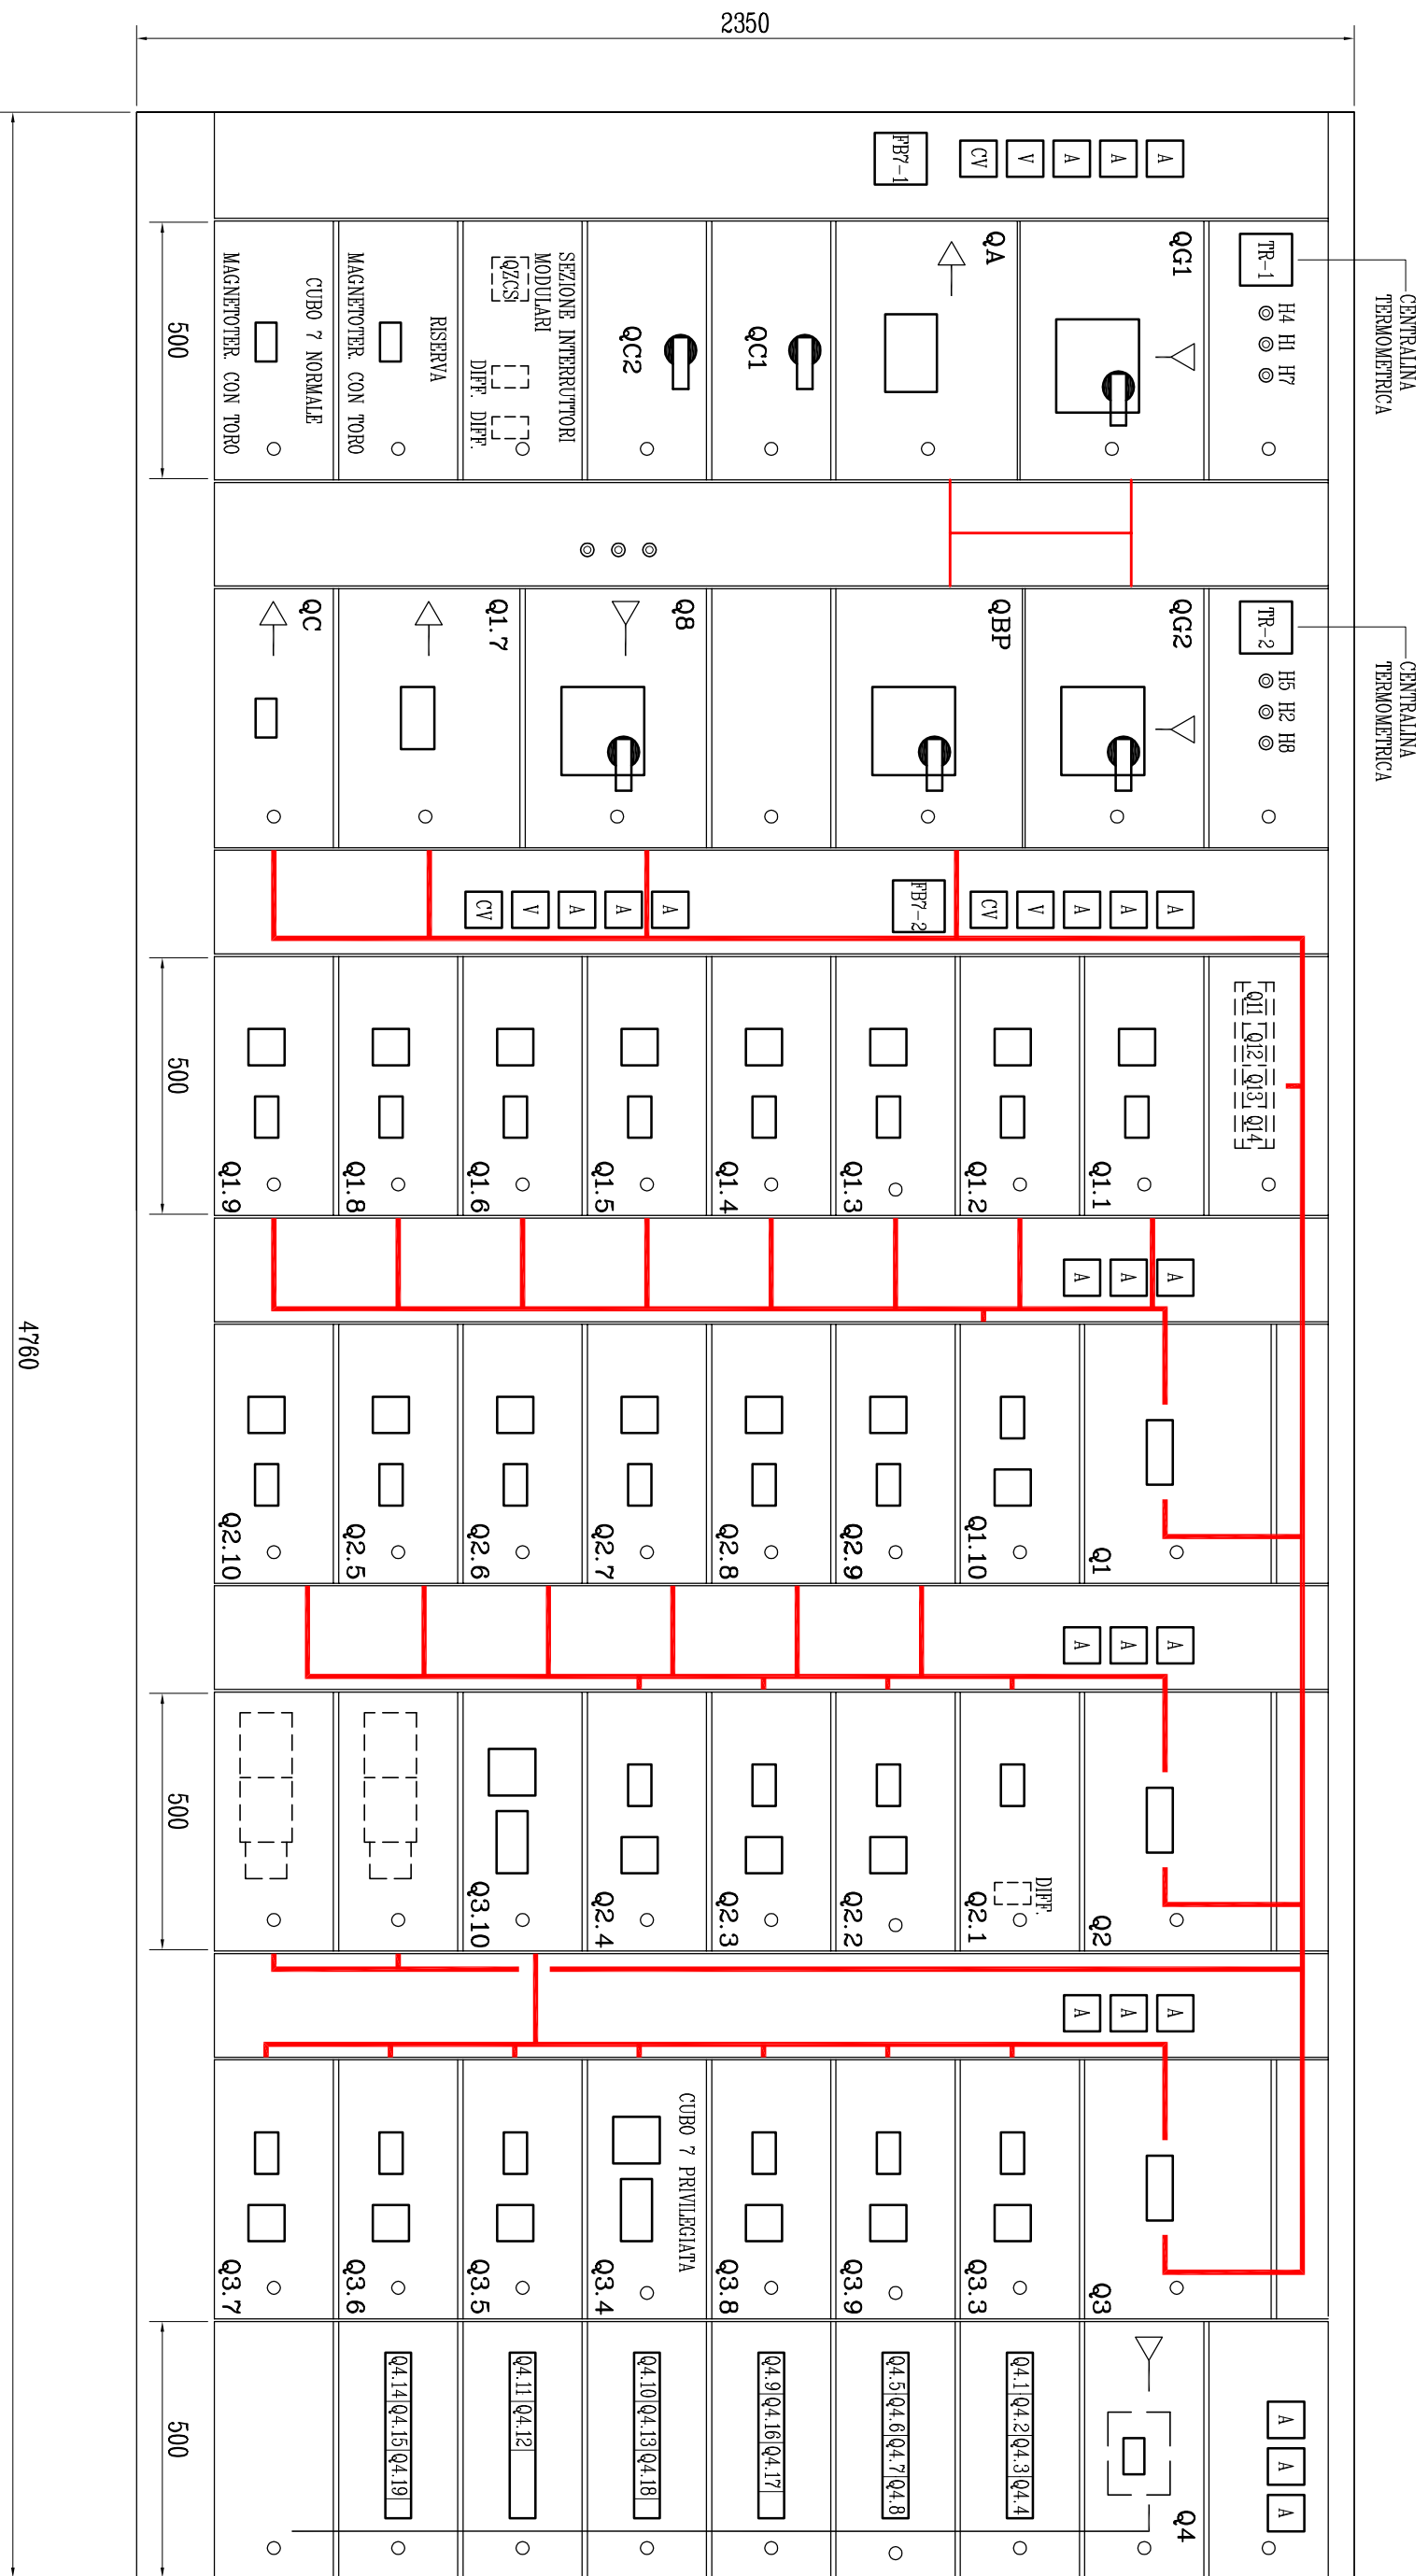 2350
4760
CENTRALINA
TERMOMETRICA
CENTRALINA
TERMOMETRICA
A
A
A
V
CV
FB7-1
TR-1
H4 H1 H7
QG1
QA
QC1
QC2
SEZIONE INTERRUTTORI
MODULARI
QZCS
DIFF. DIFF.
RISERVA
MAGNETOTER. CON TORO
CUBO 7 NORMALE
MAGNETOTER. CON TORO
500
TR-2
H5 H2 H8
QG2
QBP
Q8
Q1.7
QC
A
A
A
V
CV
FB7-2
A
A
A
V
CV
Q11 Q12 Q13 Q14
Q1.1
Q1.2
Q1.3
Q1.4
Q1.5
Q1.6
Q1.8
Q1.9
500
A
A
A
Q1
Q1.10
Q2.9
Q2.8
Q2.7
Q2.6
Q2.5
Q2.10
A
A
A
Q2
DIFF.
Q2.1
Q2.2
Q2.3
Q2.4
Q3.10
500
A
A
A
Q3
Q3.3
Q3.9
Q3.8
CUBO 7 PRIVILEGIATA
Q3.4
Q3.5
Q3.6
Q3.7
A A A
Q4
Q4.1 Q4.2 Q4.3 Q4.4
Q4.5 Q4.6 Q4.7 Q4.8
Q4.9 Q4.16 Q4.17
Q4.10 Q4.13 Q4.18
Q4.11 Q4.12
Q4.14 Q4.15 Q4.19
500